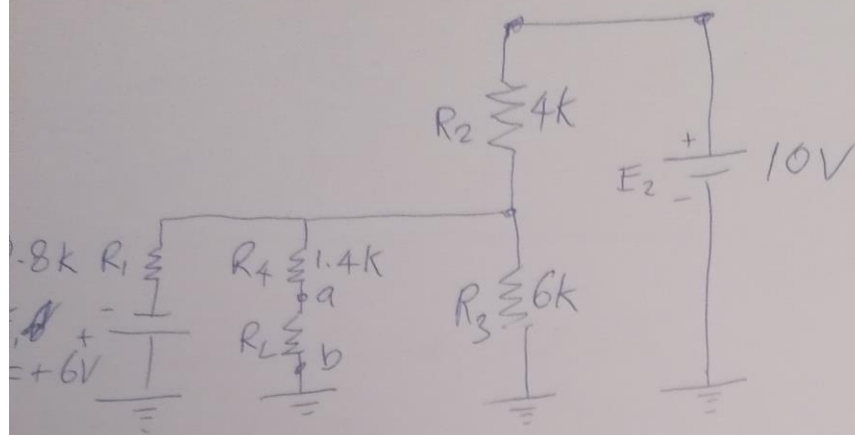 R2 4K
+
E2 10V
-
.8K R1
R4 1.4K
-
a
R3 6K
+
RL b
=+6V